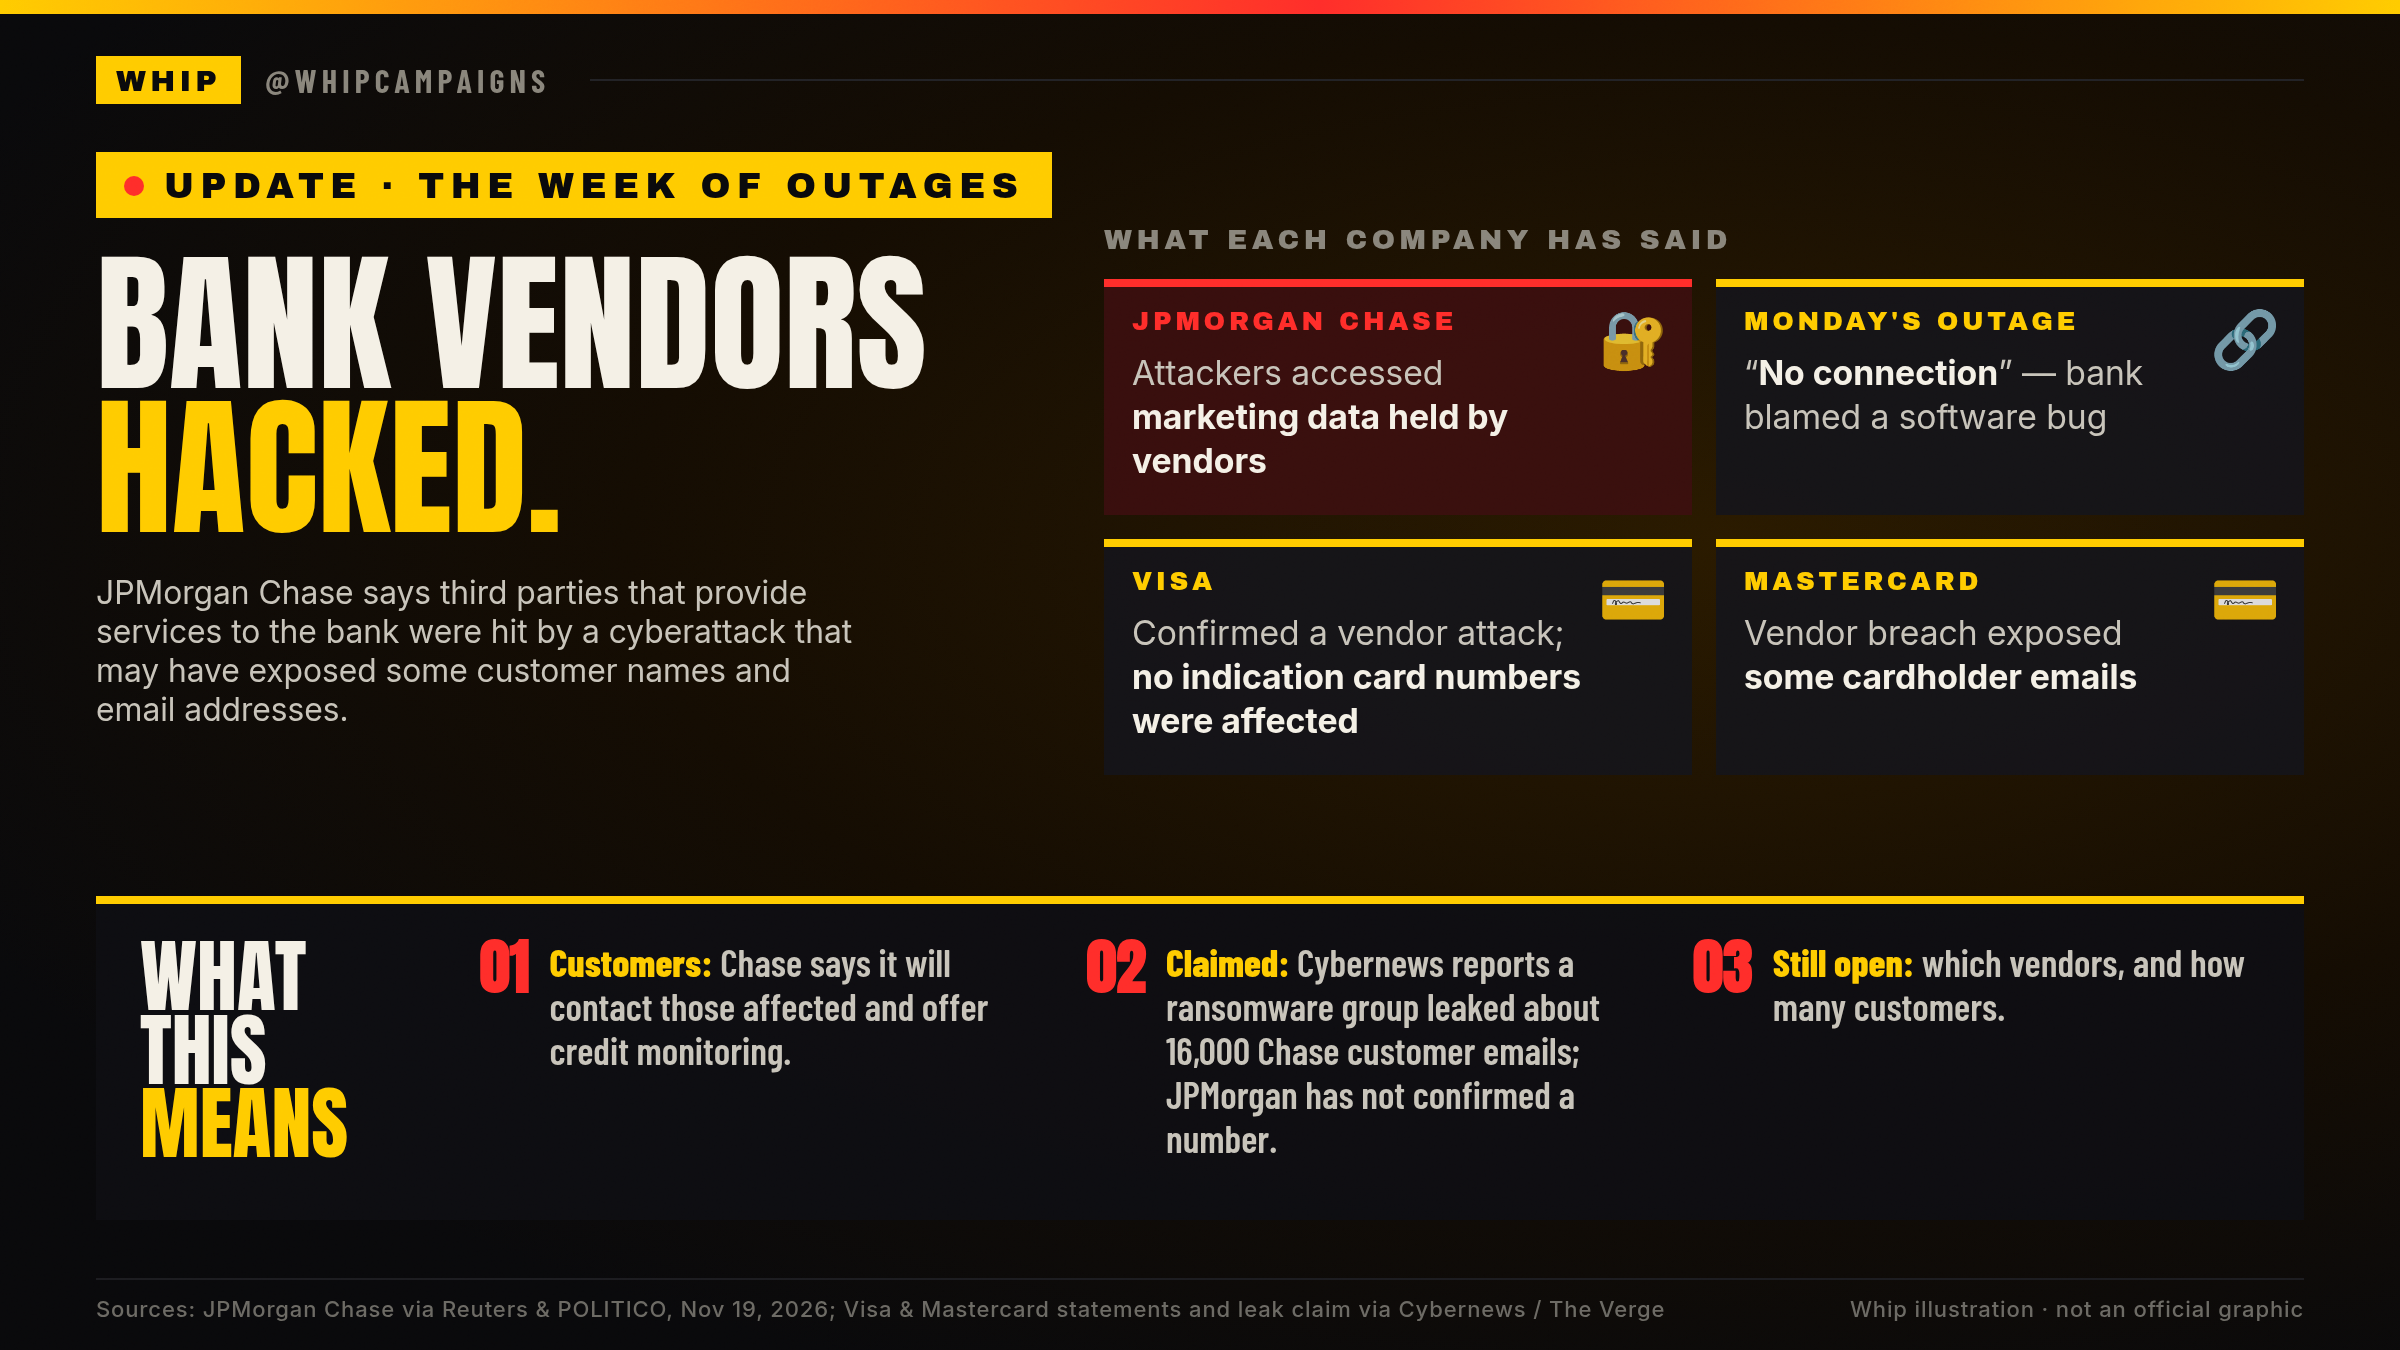 WHIP @WHIPCAMPAIGNS
UPDATE · THE WEEK OF OUTAGES
BANK VENDORS
HACKED.
JPMorgan Chase says third parties that provide
services to the bank were hit by a cyberattack that
may have exposed some customer names and
email addresses.
WHAT EACH COMPANY HAS SAID
JPMORGAN CHASE
Attackers accessed
marketing data held by
vendors
MONDAY'S OUTAGE
“No connection” — bank
blamed a software bug
VISA
Confirmed a vendor attack;
no indication card numbers
were affected
MASTERCARD
Vendor breach exposed
some cardholder emails
WHAT
THIS
MEANS
01 Customers: Chase says it will
contact those affected and offer
credit monitoring.
02 Claimed: Cybernews reports a
ransomware group leaked about
16,000 Chase customer emails;
JPMorgan has not confirmed a
number.
03 Still open: which vendors, and how
many customers.
Sources: JPMorgan Chase via Reuters & POLITICO, Nov 19, 2026; Visa & Mastercard statements and leak claim via Cybernews / The Verge
Whip illustration · not an official graphic